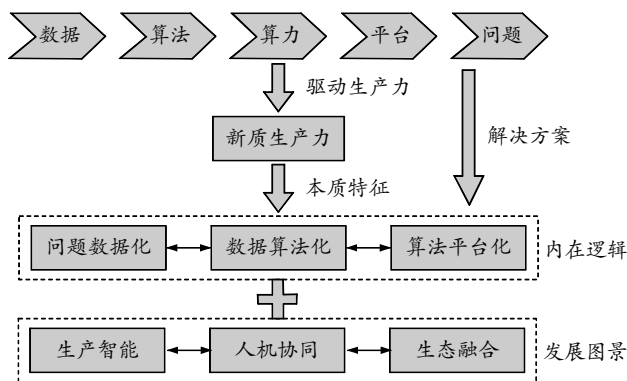 数据 算法 算力 平台 问题
驱动生产力
新质生产力
解决方案
本质特征
问题数据化 数据算法化 算法平台化 内在逻辑
生产智能 人机协同 生态融合 发展图景